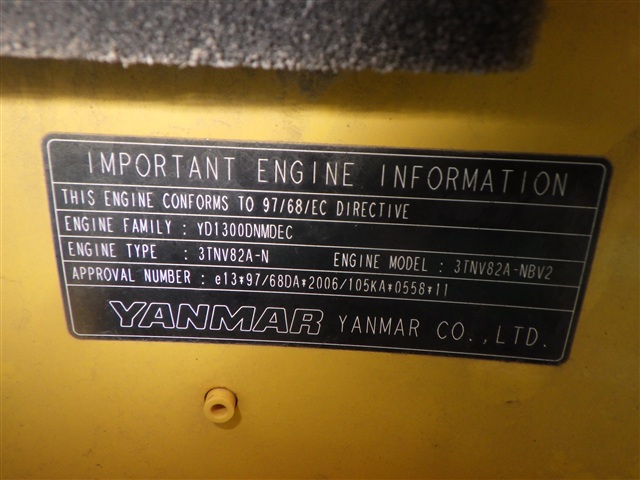 IMPORTANT ENGINE INFORMATION
THIS ENGINE CONFORMS TO 97/68/EC DIRECTIVE
ENGINE FAMILY : YD1300DNMDEC
ENGINE TYPE : 3TNV82A-N ENGINE MODEL : 3TNV82A-NBV2
APPROVAL NUMBER : e13*97/68DA*2006/105KA*0558*11
YANMAR YANMAR CO.,LTD.